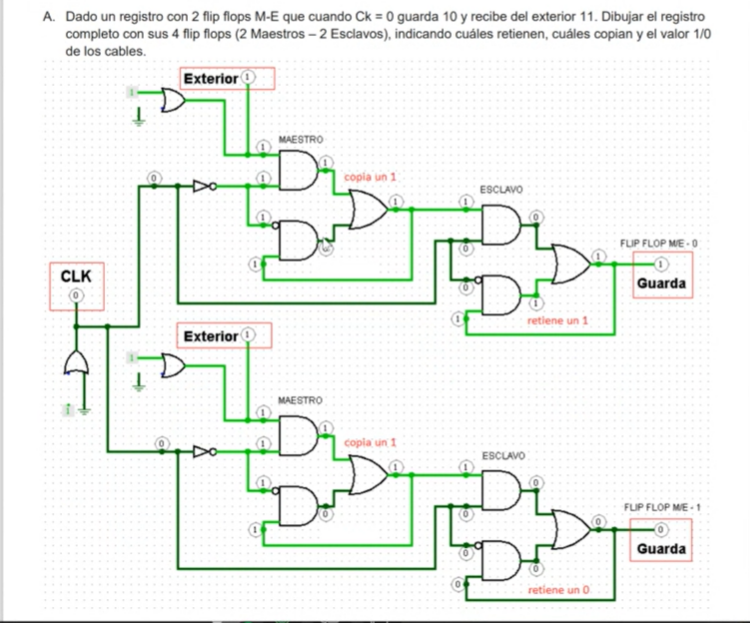 A. Dado un registro con 2 flip flops M-E que cuando Ck = 0 guarda 10 y recibe del exterior 11. Dibujar el registro
completo con sus 4 flip flops (2 Maestros – 2 Esclavos), indicando cuáles retienen, cuáles copian y el valor 1/0
de los cables.
Exterior 1
1
MAESTRO
1
1
copia un 1
0
1
1
ESCLAVO
1
1
0
1
0
FLIP FLOP M/E - 0
1
1
1
0
Guarda
CLK
0
0
1
1
retiene un 1
Exterior 1
1
MAESTRO
1
1
copia un 1
0
1
1
ESCLAVO
1
1
0
0
0
FLIP FLOP M/E - 1
0
0
1
0
Guarda
0
0
0
retiene un 0